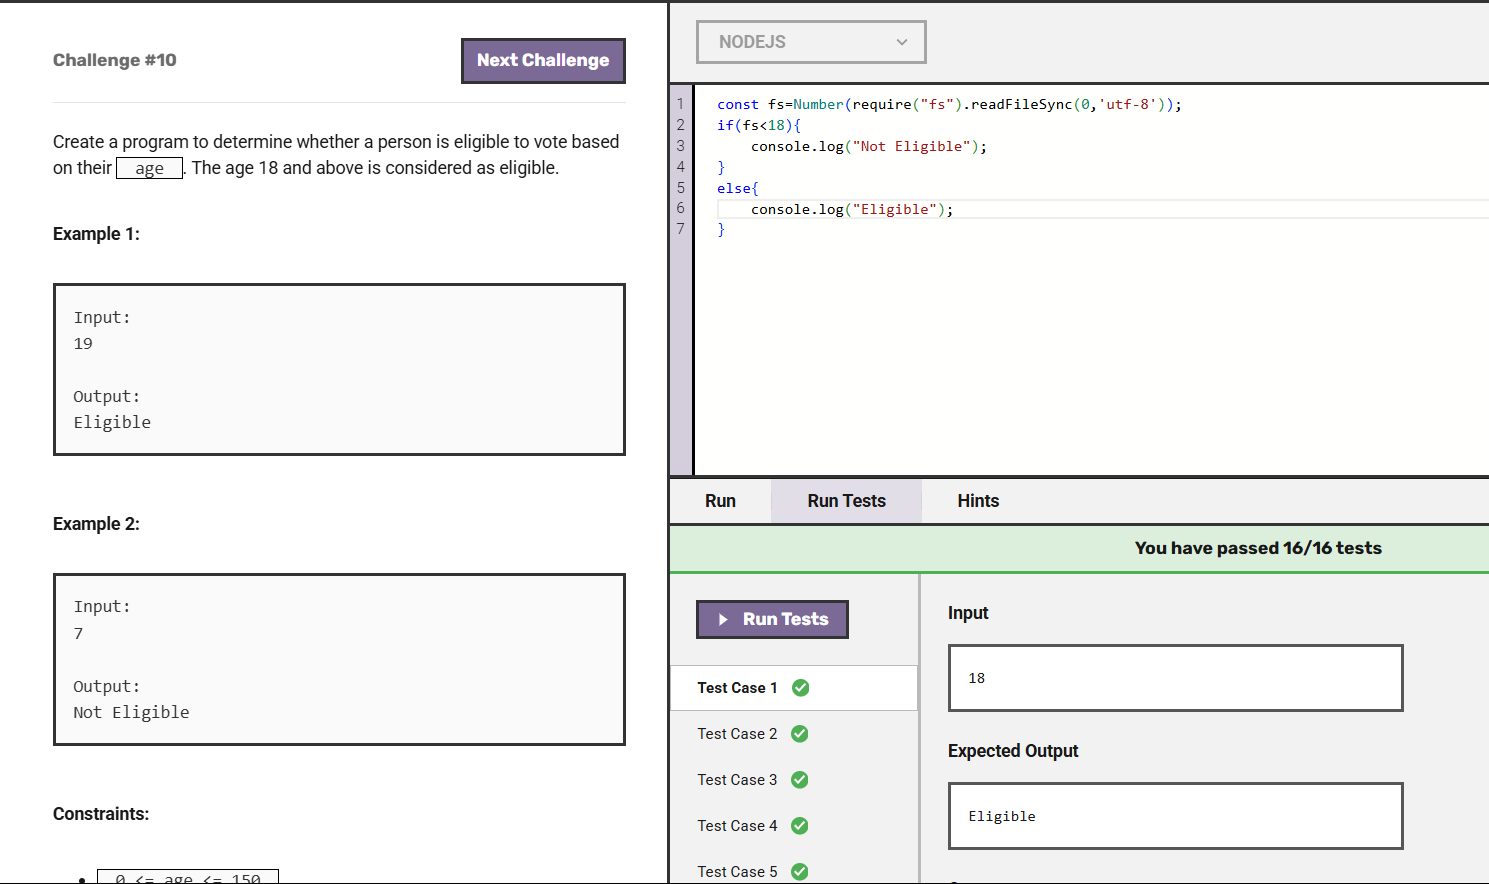 Challenge #10
Next Challenge
Create a program to determine whether a person is eligible to vote based
on their age. The age 18 and above is considered as eligible.
Example 1:
Input:
19
Output:
Eligible
Example 2:
Input:
7
Output:
Not Eligible
Constraints:
0 <= age <= 150
NODEJS
1 const fs=Number(require("fs").readFileSync(0,'utf-8'));
2 if(fs<18){
3     console.log("Not Eligible");
4 }
5 else{
6     console.log("Eligible");
7 }
Run
Run Tests
Hints
You have passed 16/16 tests
Run Tests
Test Case 1
Test Case 2
Test Case 3
Test Case 4
Test Case 5
Input
18
Expected Output
Eligible